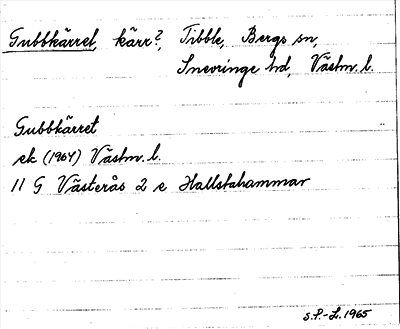 Gubbkärret, kärr?, Tibble, Bergs sn,
Snevringe hd, Västm. l.
Gubbkärret
ek (1964) Västm. l.
11 G Västerås 2 e Hallstahammar
S.P.-L. 1965